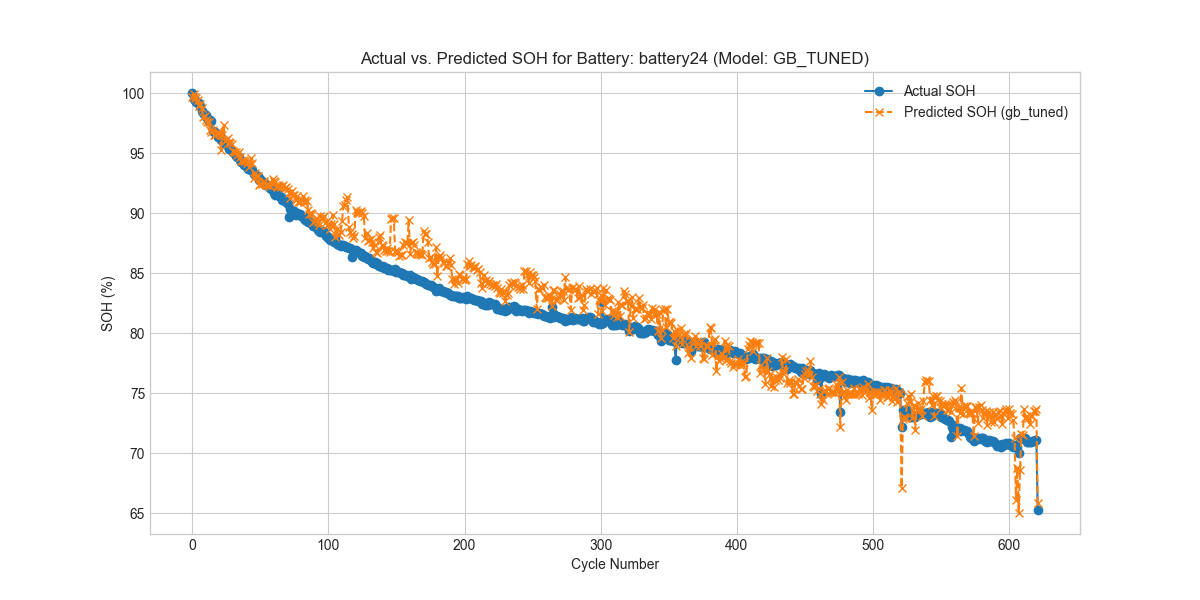 Actual vs. Predicted SOH for Battery: battery24 (Model: GB_TUNED)
Actual SOH
Predicted SOH (gb_tuned)
SOH (%)
100
95
90
85
80
75
70
65
0 100 200 300 400 500 600
Cycle Number